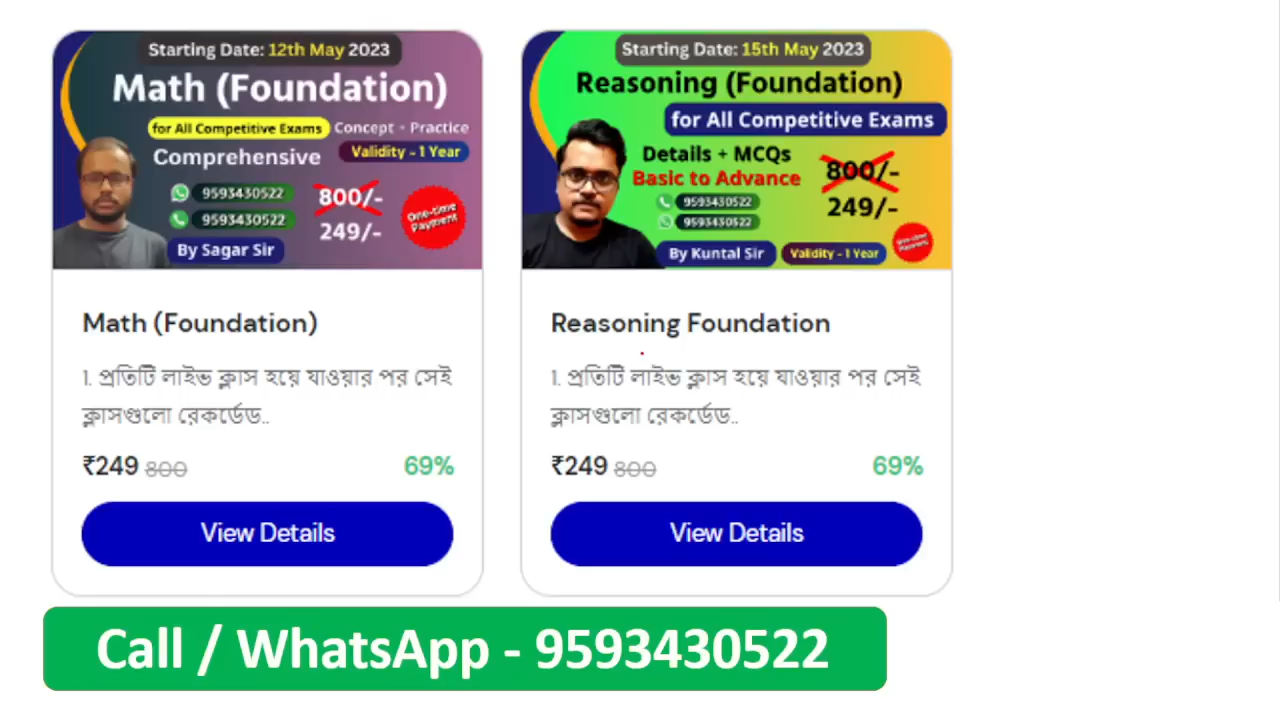 Starting Date: 12th May 2023
Math (Foundation)
for All Competitive Exams Concept - Practice
Comprehensive Validity - 1 Year
9593430522 800/-
9593430522 249/-
One-time Payment
By Sagar Sir
Starting Date: 15th May 2023
Reasoning (Foundation)
for All Competitive Exams
Details + MCQs 800/-
Basic to Advance
9593430522 249/-
9593430522
By Kuntal Sir Validity - 1 Year
Math (Foundation)
1. প্রতিটি লাইভ ক্লাস হয়ে যাওয়ার পর সেই
ক্লাসগুলো রেকর্ডেড..
₹249 800 69%
View Details
Reasoning Foundation
1. প্রতিটি লাইভ ক্লাস হয়ে যাওয়ার পর সেই
ক্লাসগুলো রেকর্ডেড..
₹249 800 69%
View Details
Call / WhatsApp - 9593430522